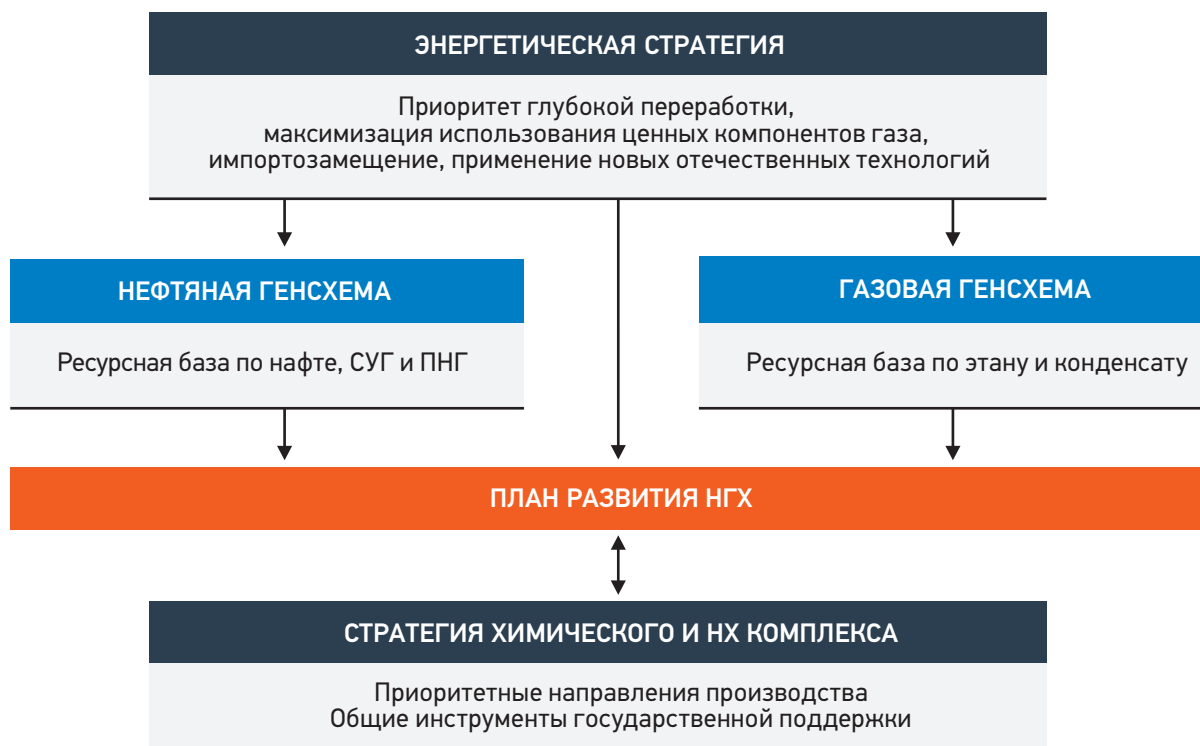 ЭНЕРГЕТИЧЕСКАЯ СТРАТЕГИЯ
Приоритет глубокой переработки,
максимизация использования ценных компонентов газа,
импортозамещение, применение новых отечественных технологий
НЕФТЯНАЯ ГЕНСХЕМА
Ресурсная база по нафте, СУГ и ПНГ
ГАЗОВАЯ ГЕНСХЕМА
Ресурсная база по этану и конденсату
ПЛАН РАЗВИТИЯ НГХ
СТРАТЕГИЯ ХИМИЧЕСКОГО И НХ КОМПЛЕКСА
Приоритетные направления производства
Общие инструменты государственной поддержки